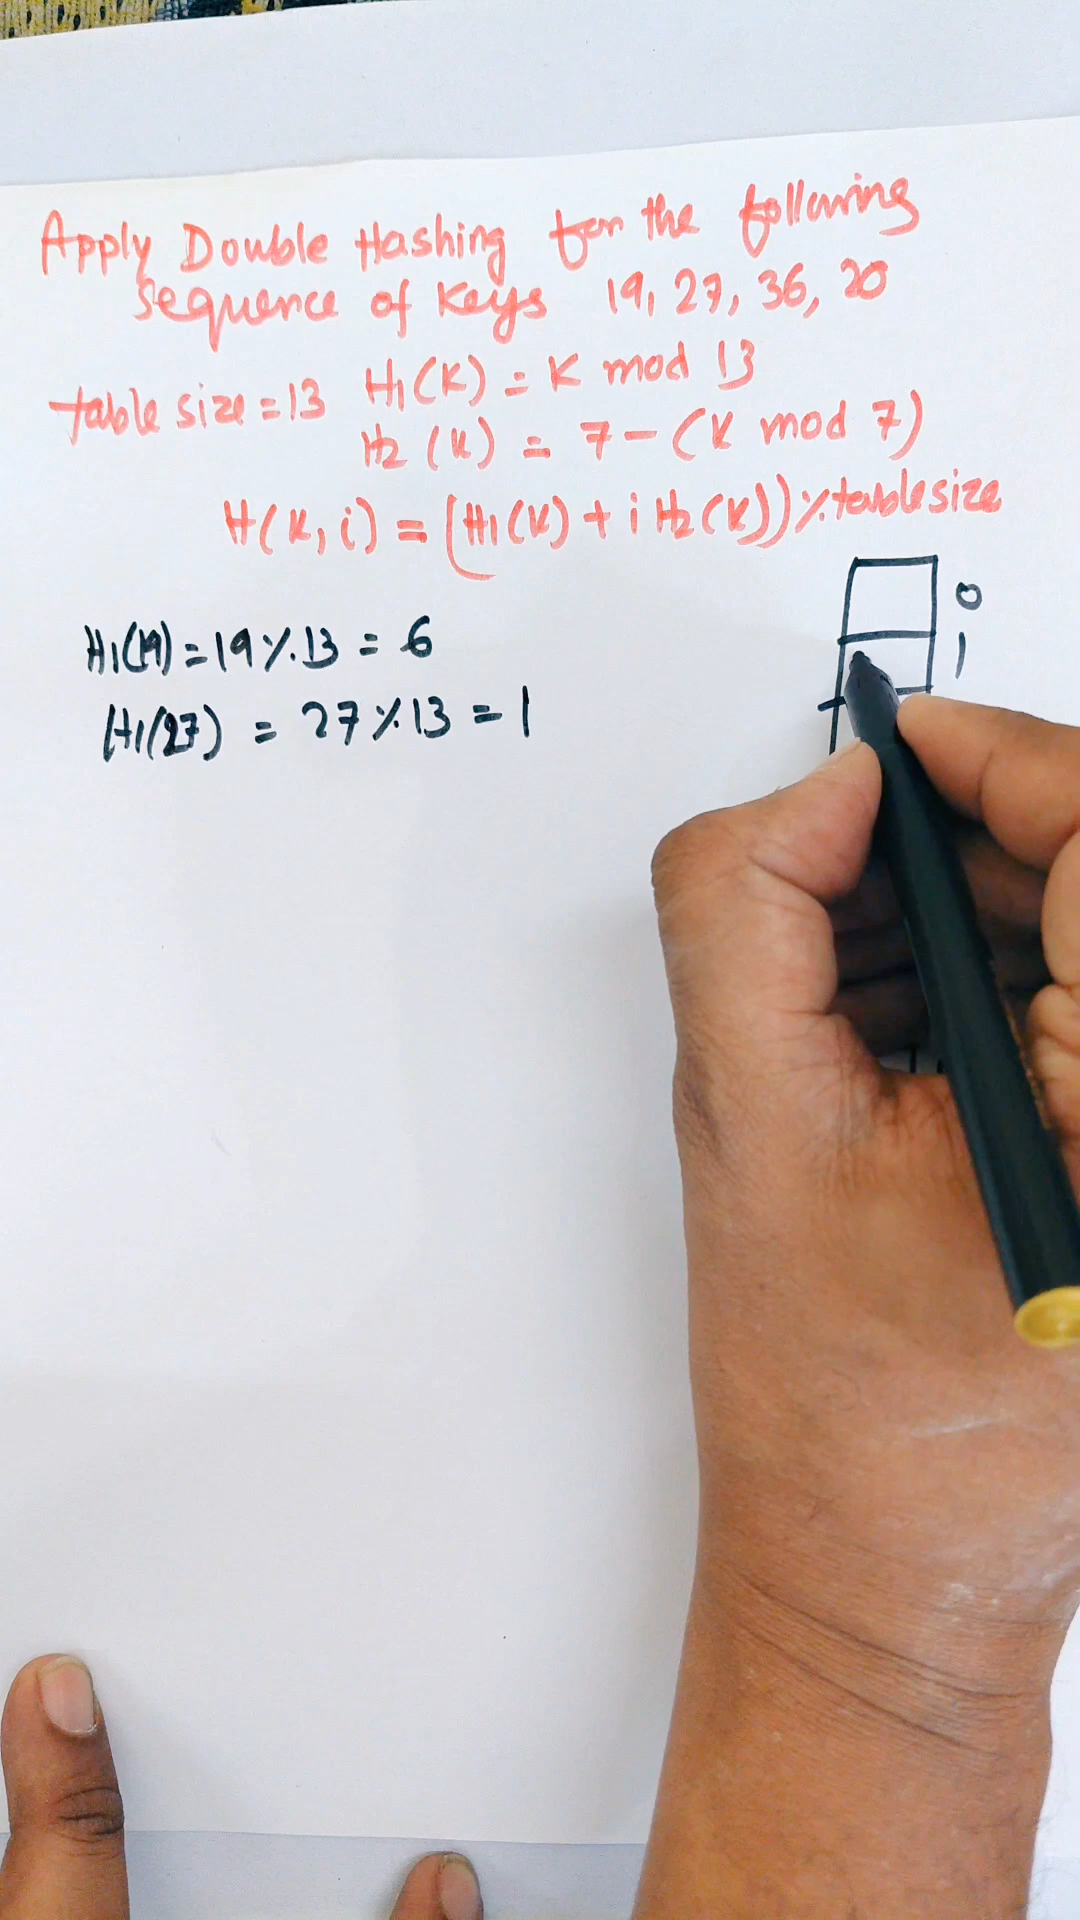 Apply Double Hashing for the following
sequence of keys 19, 27, 36, 20
table size = 13 H1(K) = K mod 13
H2 (K) = 7 - (K mod 7)
H(K, i) = (H1(K) + i H2(K)) % tablesize
0
H1(19) = 19 % 13 = 6
1
H1(27) = 27 % 13 = 1